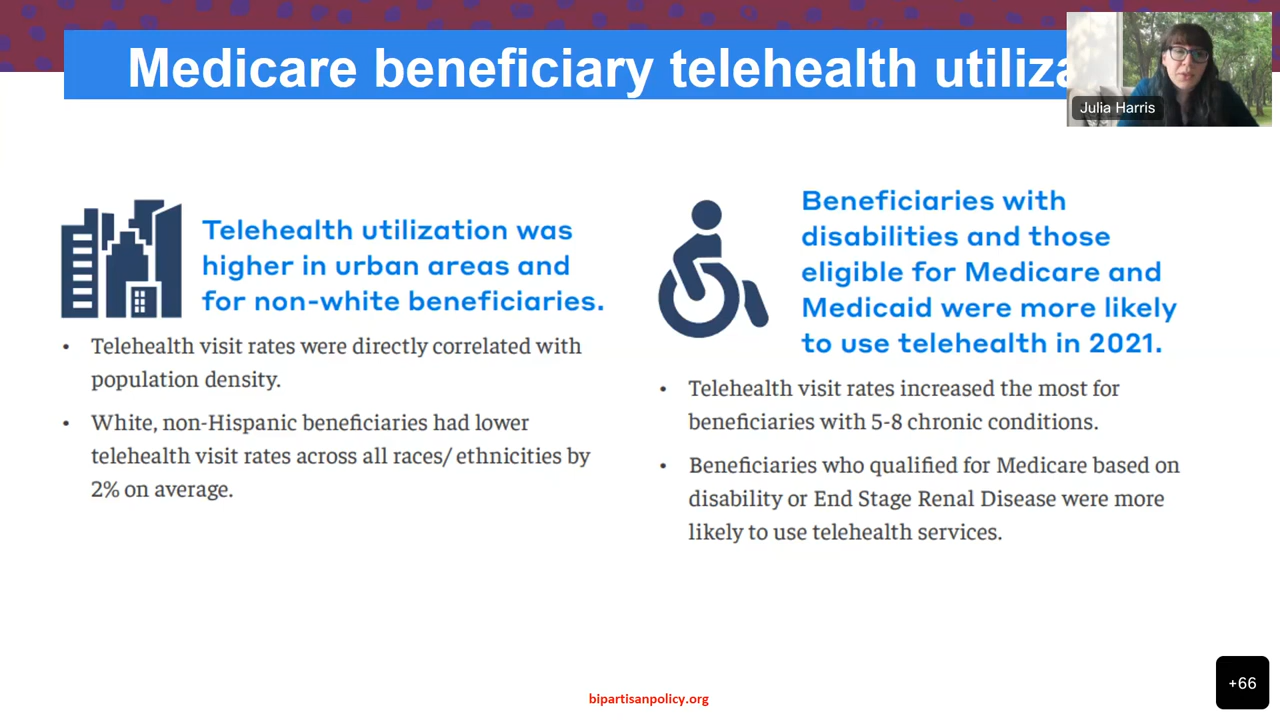 Medicare beneficiary telehealth utiliza
Julia Harris
Telehealth utilization was
higher in urban areas and
for non-white beneficiaries.
• Telehealth visit rates were directly correlated with
population density.
• White, non-Hispanic beneficiaries had lower
telehealth visit rates across all races/ ethnicities by
2% on average.
Beneficiaries with
disabilities and those
eligible for Medicare and
Medicaid were more likely
to use telehealth in 2021.
• Telehealth visit rates increased the most for
beneficiaries with 5-8 chronic conditions.
• Beneficiaries who qualified for Medicare based on
disability or End Stage Renal Disease were more
likely to use telehealth services.
bipartisanpolicy.org
+66